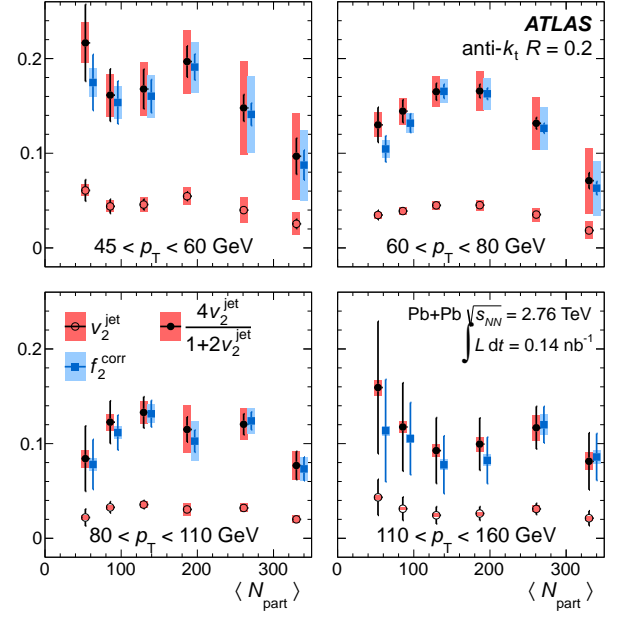 ATLAS
anti-k_t R = 0.2
0.2
0.1
0
45 < p_T < 60 GeV
60 < p_T < 80 GeV
v_2^jet
4v_2^jet
1+2v_2^jet
f_2^corr
Pb+Pb √s_NN = 2.76 TeV
∫ L dt = 0.14 nb^-1
0.2
0.1
0
80 < p_T < 110 GeV
110 < p_T < 160 GeV
0 100 200 300
0 100 200 300
⟨ N_part ⟩
⟨ N_part ⟩